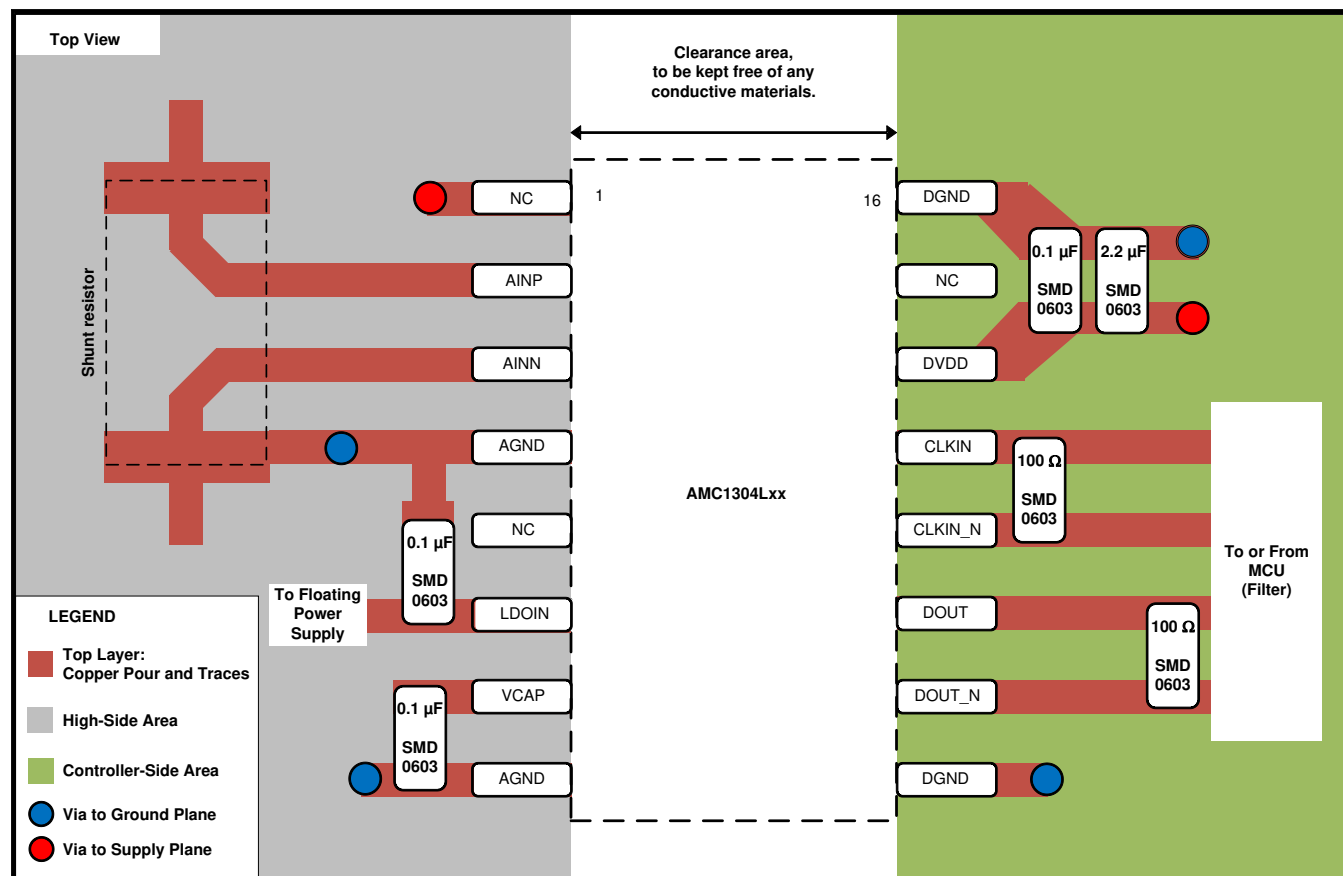 Top View
Clearance area,
to be kept free of any
conductive materials.
Shunt resistor
NC
AINP
AINN
AGND
NC
LDOIN
VCAP
AGND
0.1 µF
SMD
0603
To Floating
Power
Supply
0.1 µF
SMD
0603
1
16
AMC1304Lxx
DGND
NC
DVDD
CLKIN
CLKIN_N
DOUT
DOUT_N
DGND
0.1 µF
SMD
0603
2.2 µF
SMD
0603
100 Ω
SMD
0603
100 Ω
SMD
0603
To or From
MCU
(Filter)
LEGEND
Top Layer:
Copper Pour and Traces
High-Side Area
Controller-Side Area
Via to Ground Plane
Via to Supply Plane